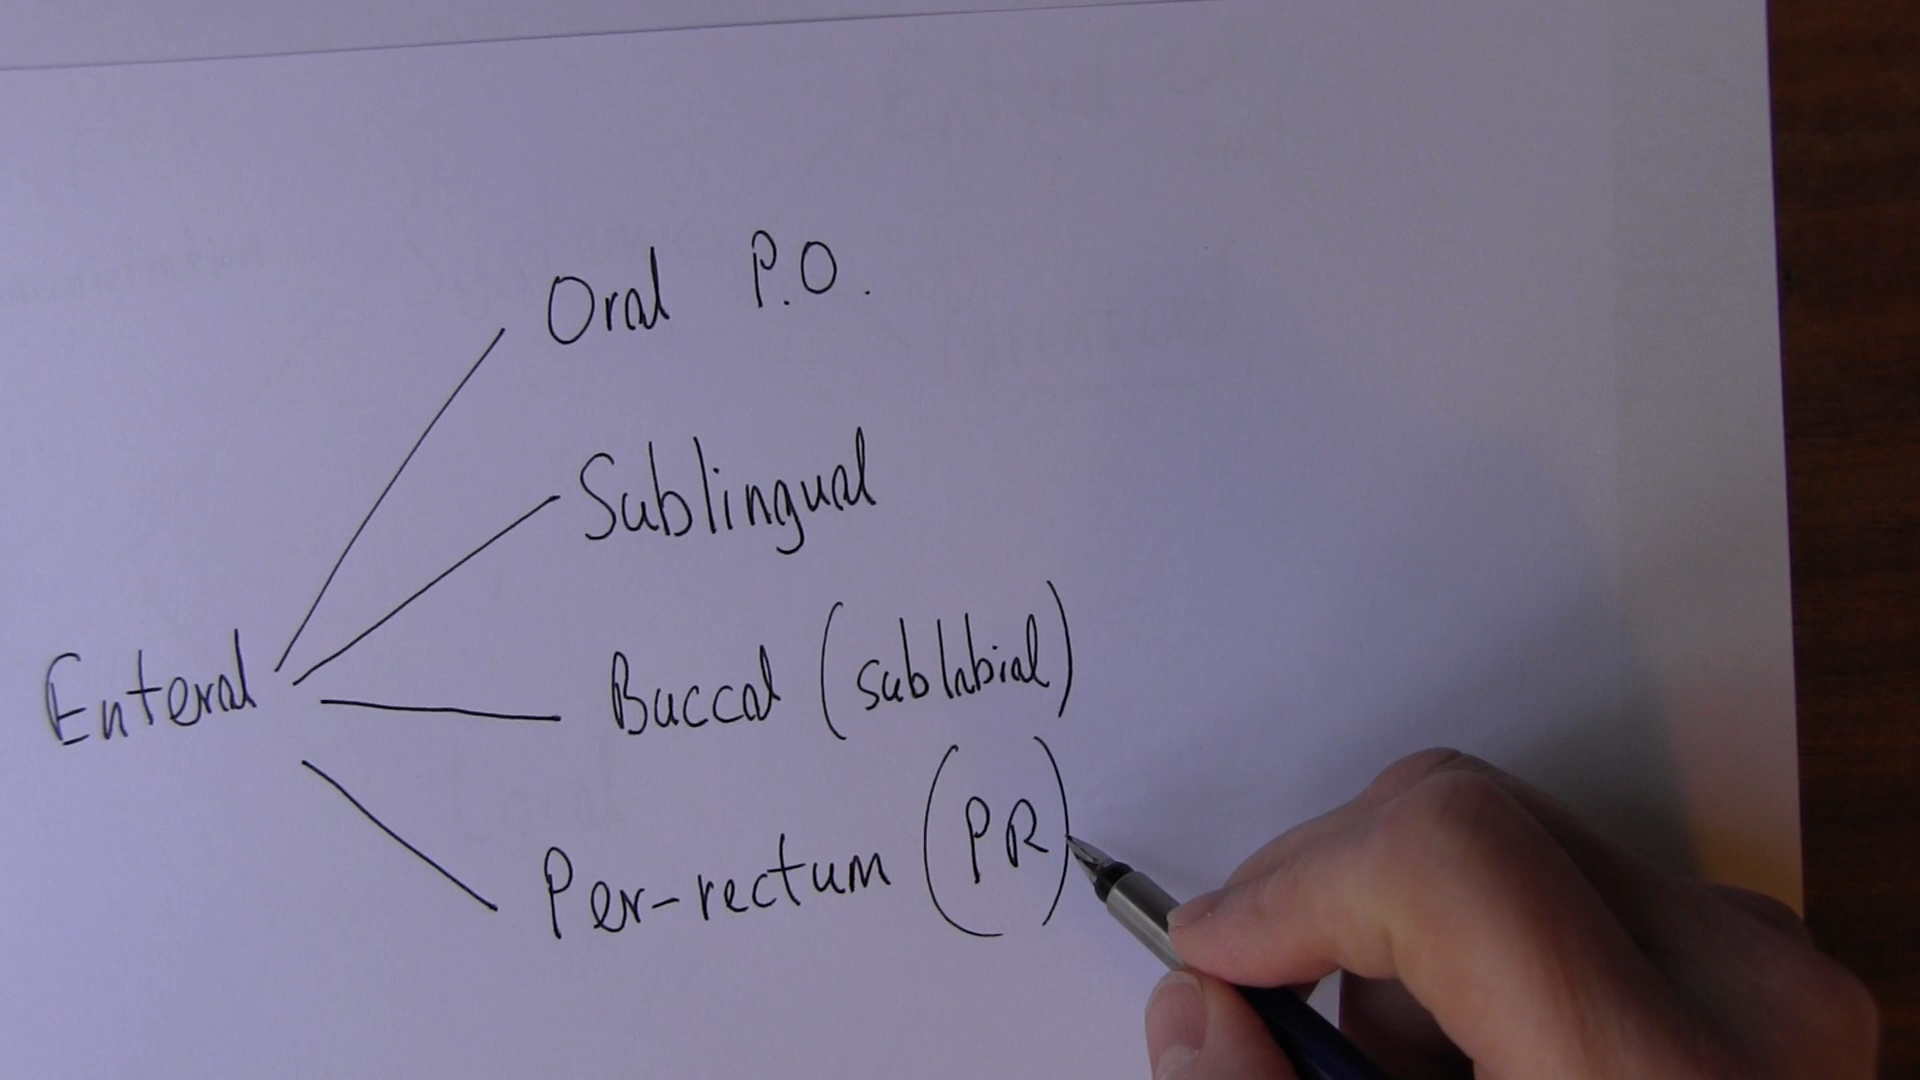 Oral P.O.
Sublingual
Buccal (sublabial)
Enteral
Per-rectum (PR)